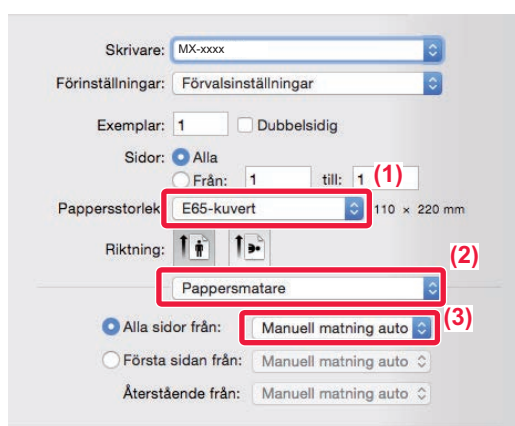 Skrivare: MX-xxxx
Förinställningar: Förvalsinställningar
Exemplar: 1 Dubbelsidig
Sidor: Alla
Från: 1 till: 1 (1)
Pappersstorlek E65-kuvert 110 × 220 mm
Riktning:
(2)
Pappersmatare
Alla sidor från: Manuell matning auto (3)
Första sidan från: Manuell matning auto
Återstående från: Manuell matning auto